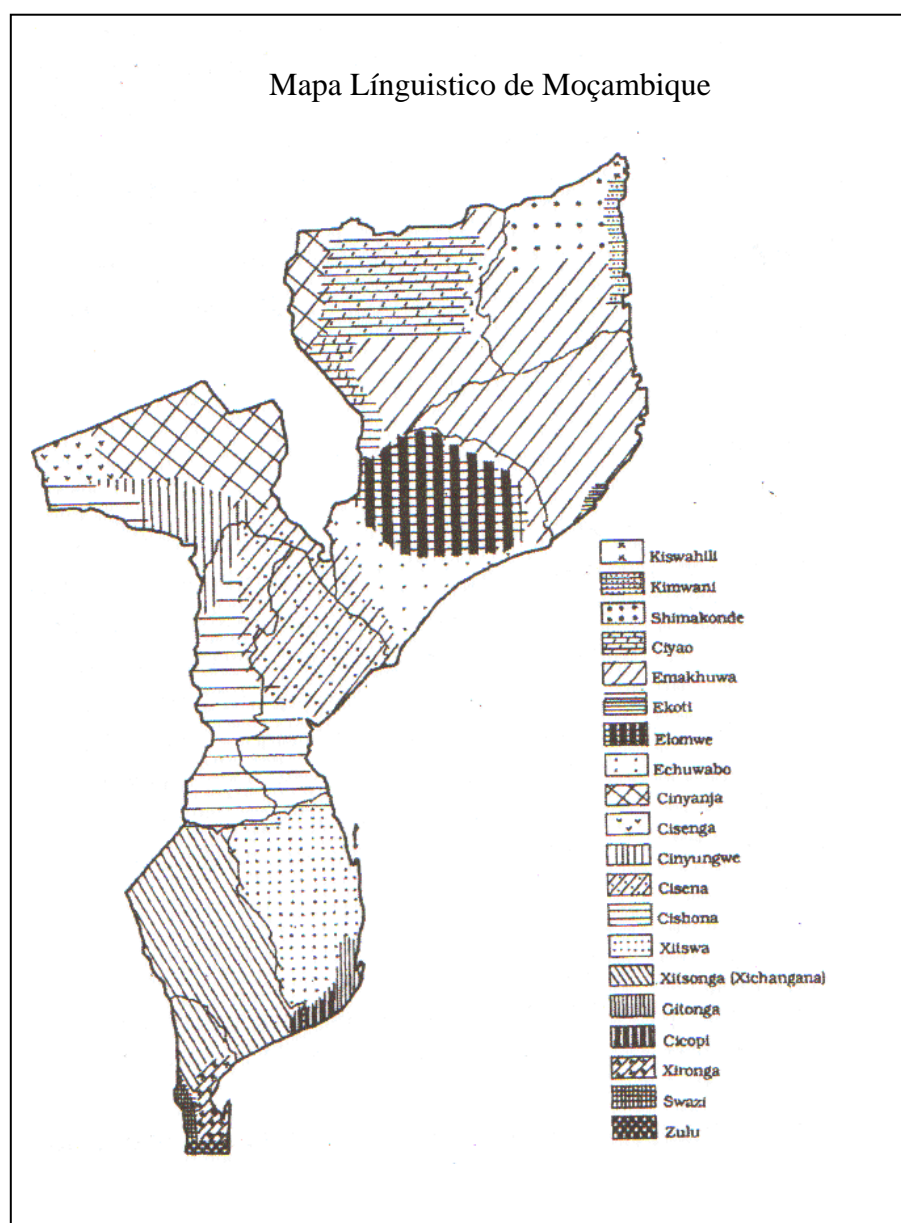 Mapa Línguistico de Moçambique
Kiswahili
Kimwani
Shimakonde
Ciyao
Emakhuwa
Ekoti
Elomwe
Echuwabo
Cinyanja
Cisenga
Cinyungwe
Cisena
Cishona
Xitswa
Xitsonga (Xichangana)
Gitonga
Cicopi
Xironga
Swazi
Zulu